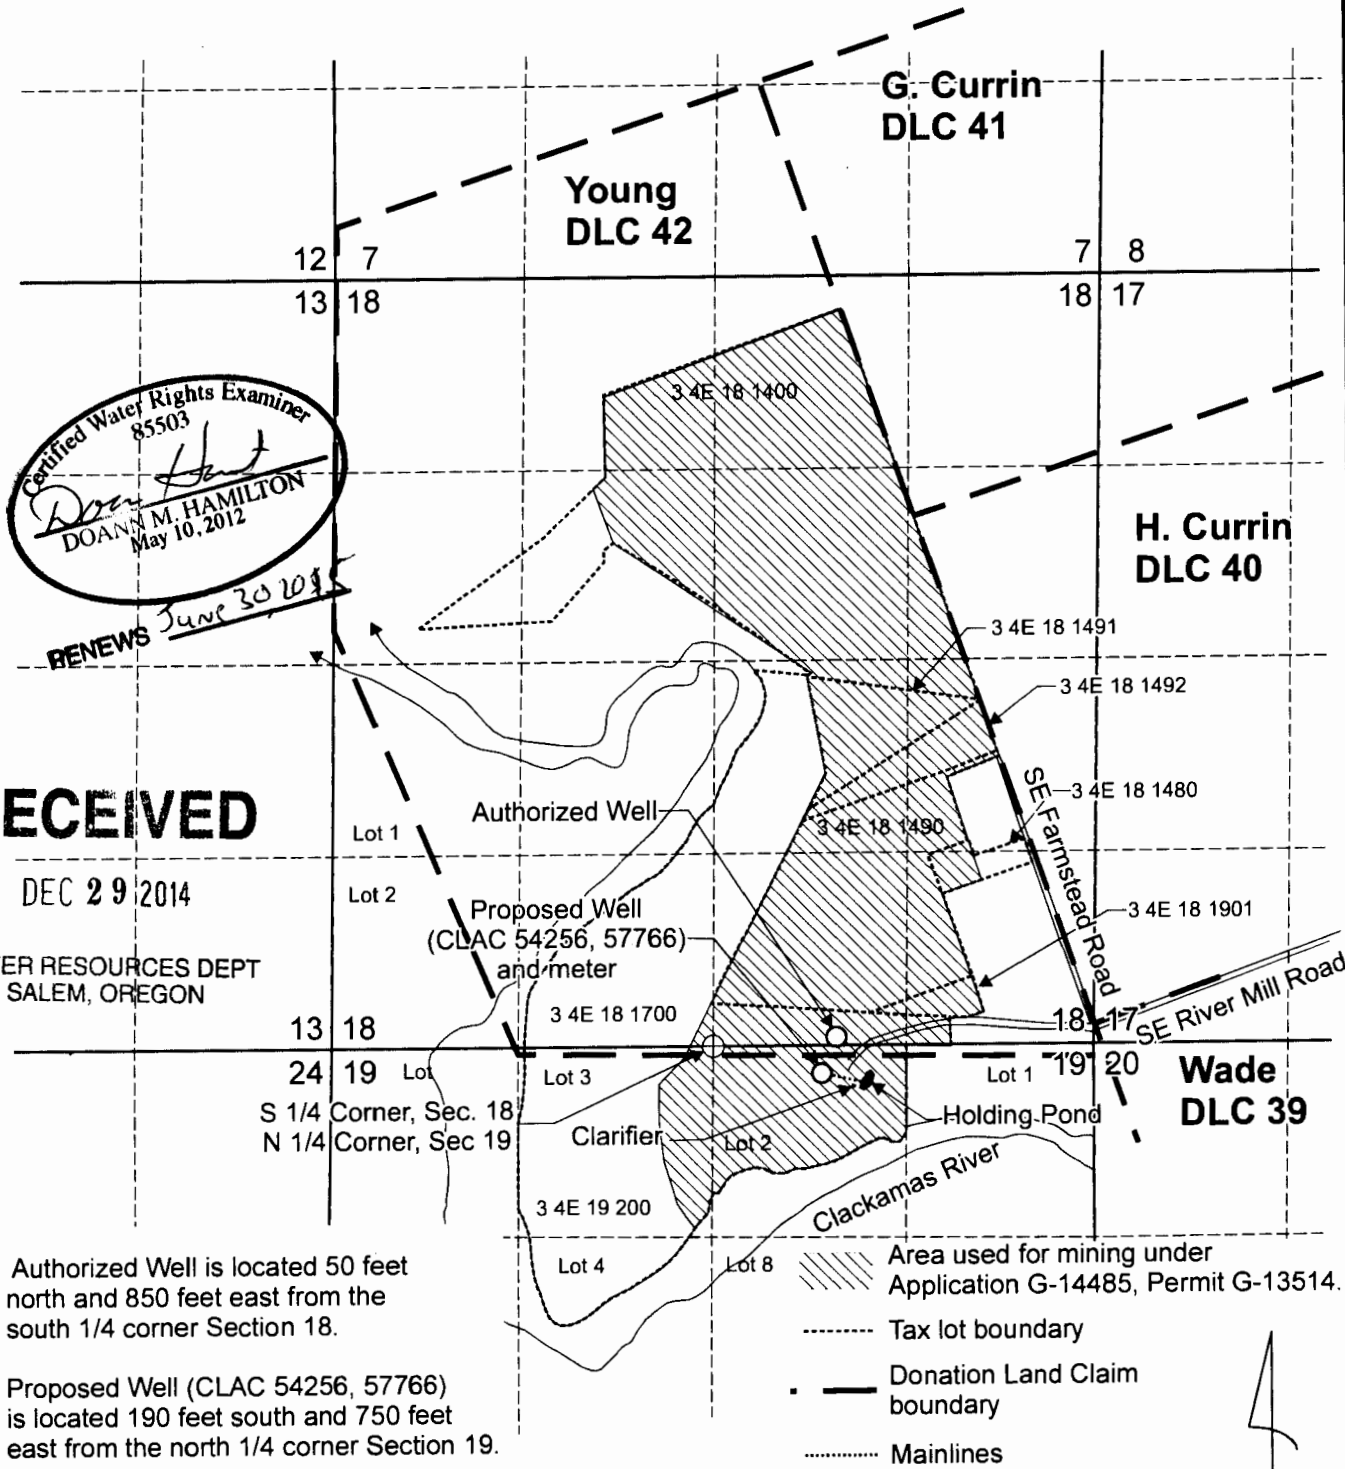 G. Currin
DLC 41
Young
DLC 42
12 7
7 8
13 18
18 17
3 4E 18 1400
Certified Water Rights Examiner
85503
DOANN M. HAMILTON
May 10, 2012
RENEWS June 30 2015
H. Currin
DLC 40
3 4E 18 1491
3 4E 18 1492
3 4E 18 1480
SE Farmstead Road
Authorized Well
3 4E 18 1490
Lot 1
ECEIVED
DEC 29 2014
Lot 2
Proposed Well
(CLAC 54256, 57766)
and meter
3 4E 18 1901
ER RESOURCES DEPT
SALEM, OREGON
3 4E 18 1700
13 18
18 17
SE River Mill Road
24 19
Lot
Lot 3
Lot 1
19 20
Wade
DLC 39
S 1/4 Corner, Sec. 18
N 1/4 Corner, Sec 19
Clarifier
Lot 2
Holding Pond
3 4E 19 200
Clackamas River
Lot 4
Lot 8
Authorized Well is located 50 feet
north and 850 feet east from the
south 1/4 corner Section 18.
Proposed Well (CLAC 54256, 57766)
is located 190 feet south and 750 feet
east from the north 1/4 corner Section 19.
Area used for mining under
Application G-14485, Permit G-13514.
Tax lot boundary
Donation Land Claim
boundary
Mainlines